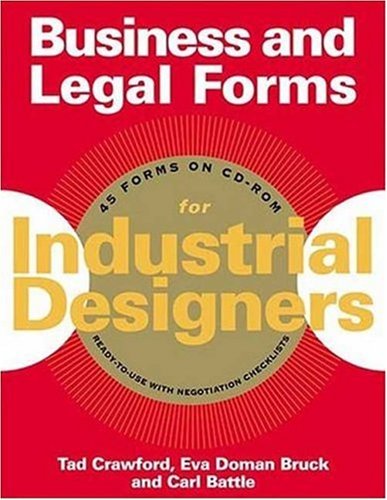 Business and
Legal Forms
45 FORMS ON CD-ROM
for
Industrial
Designers
READY-TO-USE WITH NEGOTIATION CHECKLISTS
Tad Crawford, Eva Doman Bruck
and Carl Battle